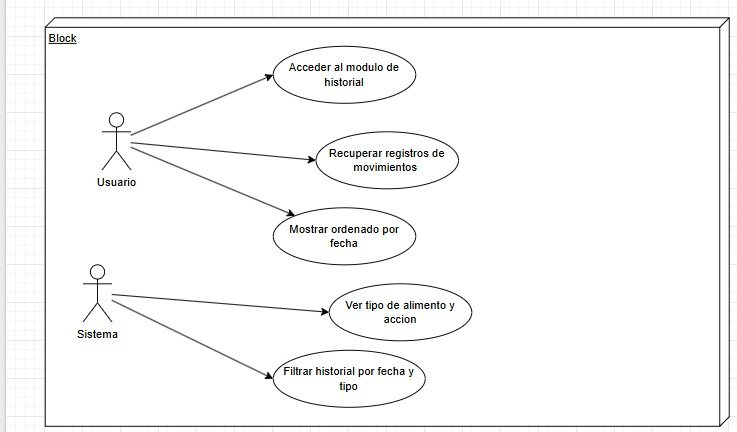 Block
Acceder al modulo de
historial
Recuperar registros de
movimientos
Usuario
Mostrar ordenado por
fecha
Ver tipo de alimento y
accion
Sistema
Filtrar historial por fecha y
tipo